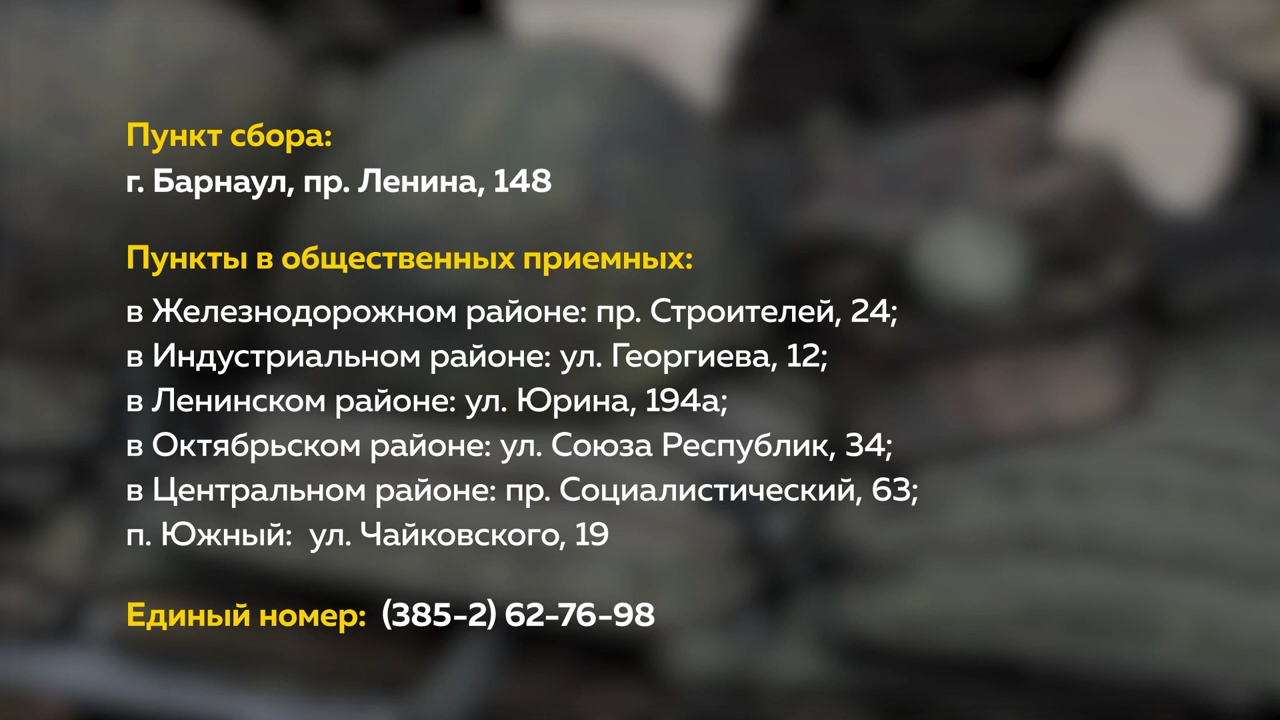 Пункт сбора:
г. Барнаул, пр. Ленина, 148
Пункты в общественных приемных:
в Железнодорожном районе: пр. Строителей, 24;
в Индустриальном районе: ул. Георгиева, 12;
в Ленинском районе: ул. Юрина, 194а;
в Октябрьском районе: ул. Союза Республик, 34;
в Центральном районе: пр. Социалистический, 63;
п. Южный: ул. Чайковского, 19
Единый номер: (385-2) 62-76-98